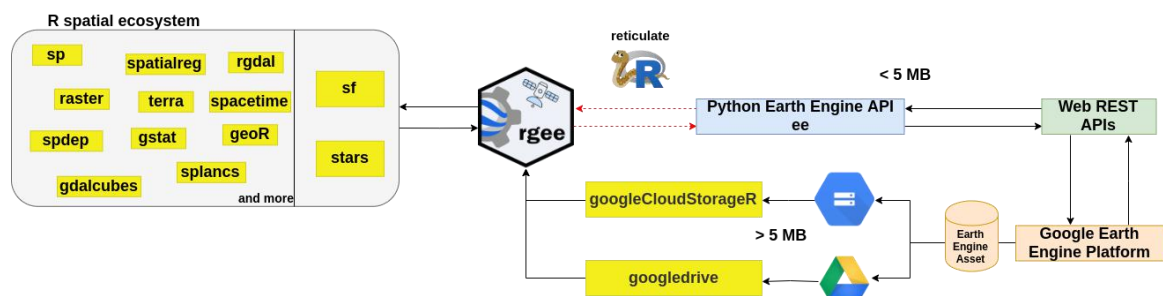 R spatial ecosystem
sp
spatialreg
rgdal
raster
terra
spacetime
spdep
gstat
geoR
splancs
gdalcubes
and more
sf
stars
rgee
reticulate
R
Python Earth Engine API
ee
< 5 MB
Web REST
APIs
googleCloudStorageR
> 5 MB
googledrive
Earth
Engine
Asset
Google Earth
Engine Platform